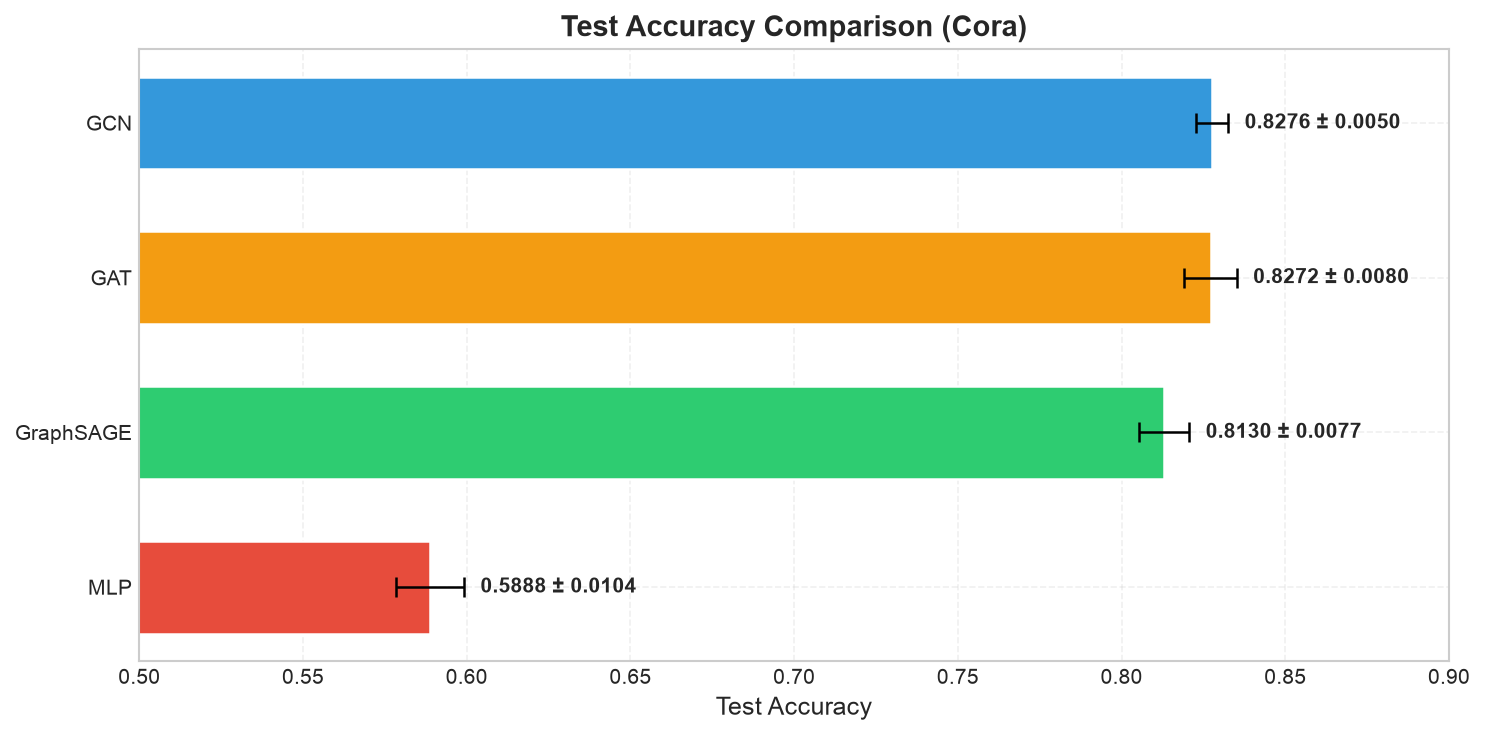 Test Accuracy Comparison (Cora)
GCN
0.8276 ± 0.0050
GAT
0.8272 ± 0.0080
GraphSAGE
0.8130 ± 0.0077
MLP
0.5888 ± 0.0104
0.50 0.55 0.60 0.65 0.70 0.75 0.80 0.85 0.90
Test Accuracy